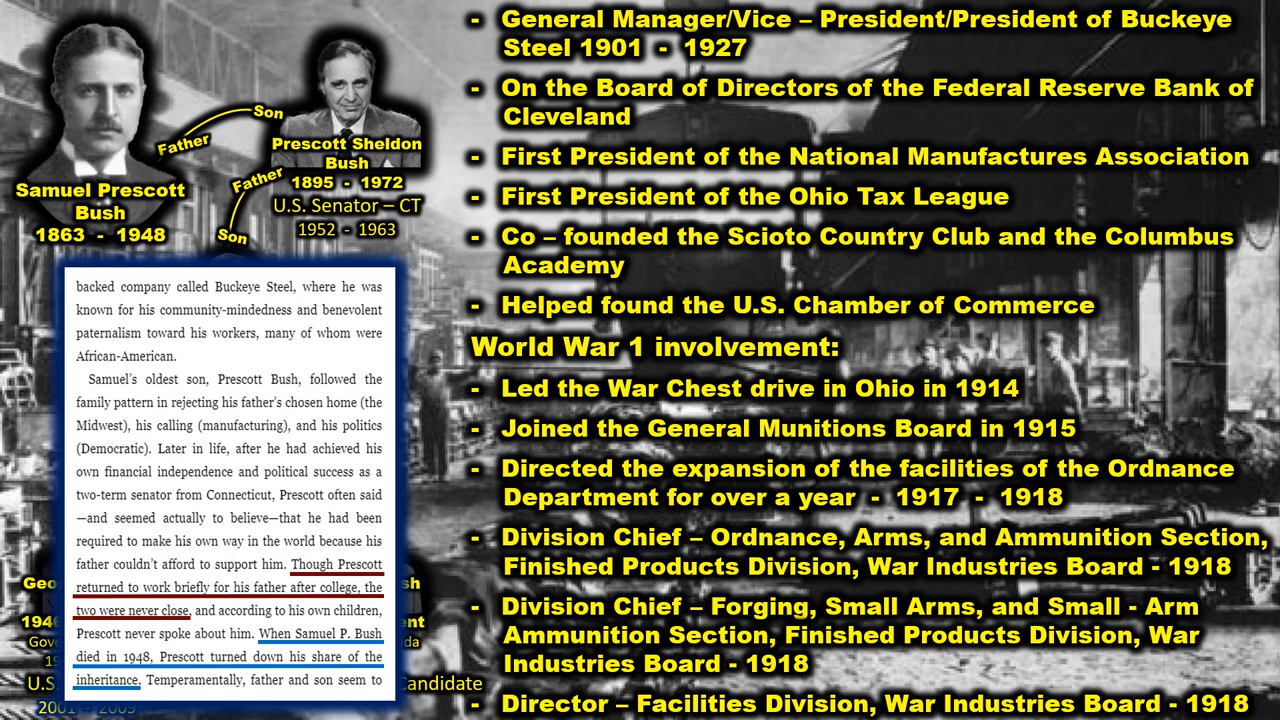 Son
Father
Samuel Prescott
Bush
1863 - 1948
Prescott Sheldon
Bush
1895 - 1972
U.S. Senator – CT
1952 - 1963
Father
Son
backed company called Buckeye Steel, where he was
known for his community-mindedness and benevolent
paternalism toward his workers, many of whom were
African-American.
Samuel's oldest son, Prescott Bush, followed the
family pattern in rejecting his father's chosen home (the
Midwest), his calling (manufacturing), and his politics
(Democratic). Later in life, after he had achieved his
own financial independence and political success as a
two-term senator from Connecticut, Prescott often said
—and seemed actually to believe—that he had been
required to make his own way in the world because his
father couldn't afford to support him. Though Prescott
returned to work briefly for his father after college, the
two were never close, and according to his own children,
Prescott never spoke about him. When Samuel P. Bush
died in 1948, Prescott turned down his share of the
inheritance. Temperamentally, father and son seem to
U.S.
Candidate
2001 - 2009
- General Manager/Vice – President/President of Buckeye
Steel 1901 - 1927
- On the Board of Directors of the Federal Reserve Bank of
Cleveland
- First President of the National Manufactures Association
- First President of the Ohio Tax League
- Co – founded the Scioto Country Club and the Columbus
Academy
- Helped found the U.S. Chamber of Commerce
World War 1 involvement:
- Led the War Chest drive in Ohio in 1914
- Joined the General Munitions Board in 1915
- Directed the expansion of the facilities of the Ordnance
Department for over a year - 1917 - 1918
- Division Chief – Ordnance, Arms, and Ammunition Section,
Finished Products Division, War Industries Board - 1918
- Division Chief – Forging, Small Arms, and Small - Arm
Ammunition Section, Finished Products Division, War
Industries Board - 1918
- Director – Facilities Division, War Industries Board - 1918